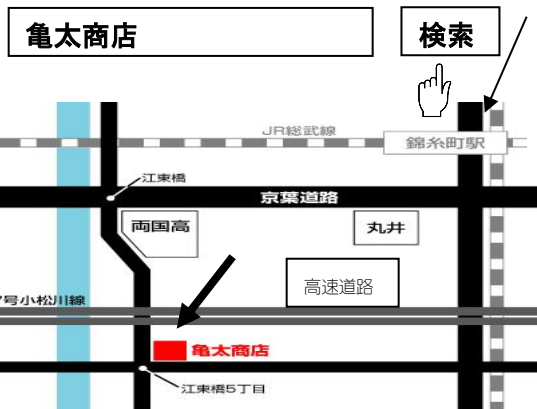 亀太商店
検索
JR総武線
錦糸町駅
江東橋
京葉道路
両国高
丸井
高速道路
7号小松川線
亀太商店
江東橋5丁目